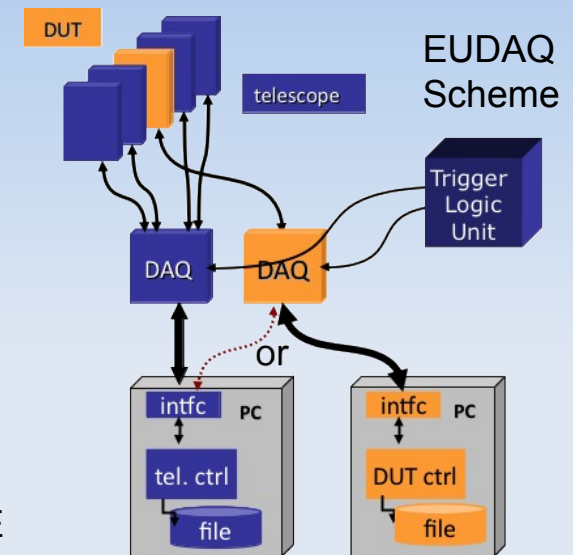 DUT
EUDAQ
Scheme
telescope
Trigger
Logic
Unit
DAQ
DAQ
or
intfc
PC
intfc
PC
tel. ctrl
DUT ctrl
file
file
E